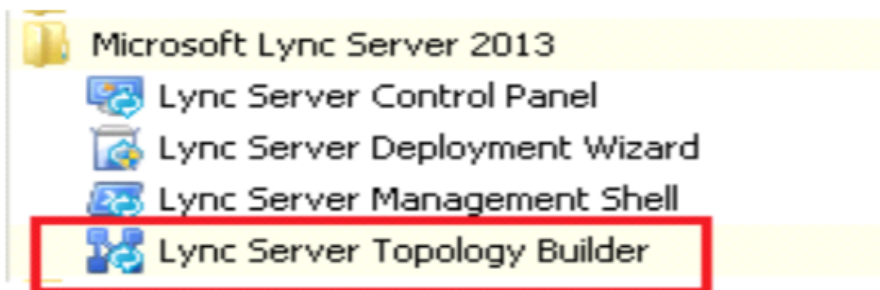 Microsoft Lync Server 2013
Lync Server Control Panel
Lync Server Deployment Wizard
Lync Server Management Shell
Lync Server Topology Builder